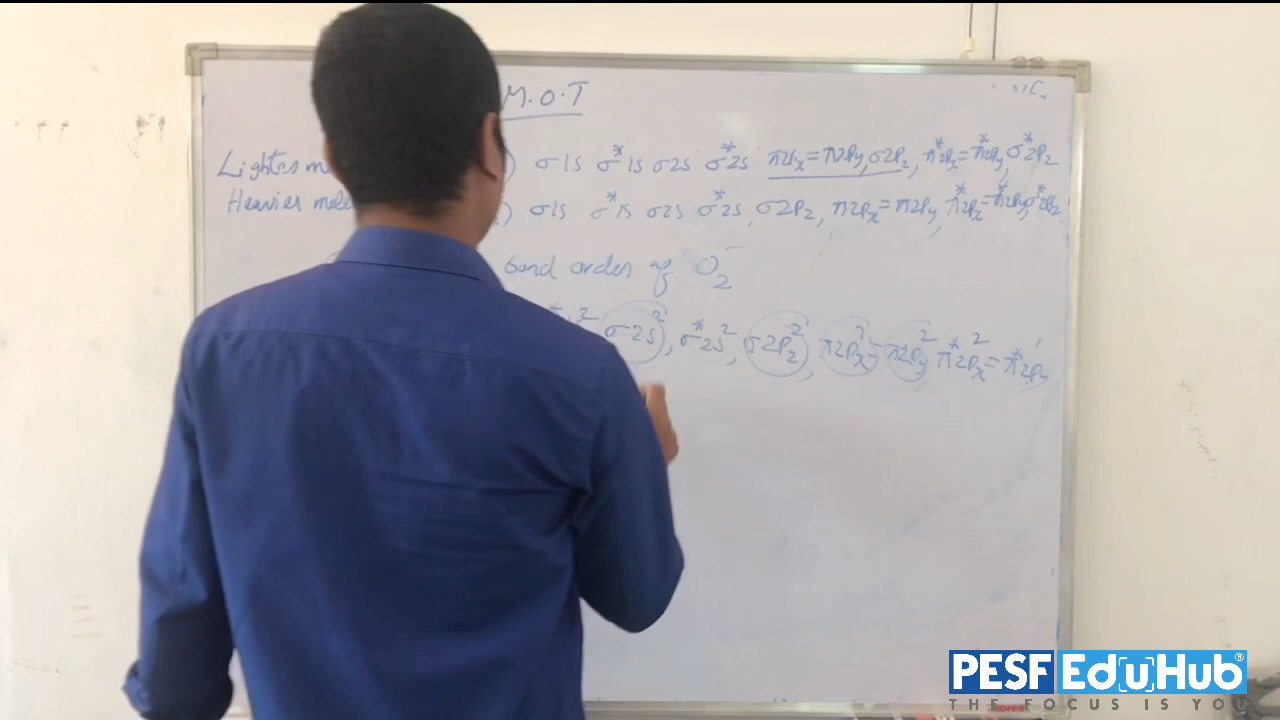 M.O.T
Lighter m ) σ1s σ*1s σ2s σ*2s π2Px=π2Py, σ2Pz, π*2Px=π*2Py, σ*2Pz
Heavier mole ) σ1s σ*1s σ2s σ*2s, σ2Pz, π2Px=π2Py, π*2Px=π*2Py, σ*2Pz
bond order of O2-
σ2s², σ*2s², σ2Pz², π2Px²=π2Py² π*2Px²=π*2Py¹
PESF EduHub®
THE FOCUS IS YOU